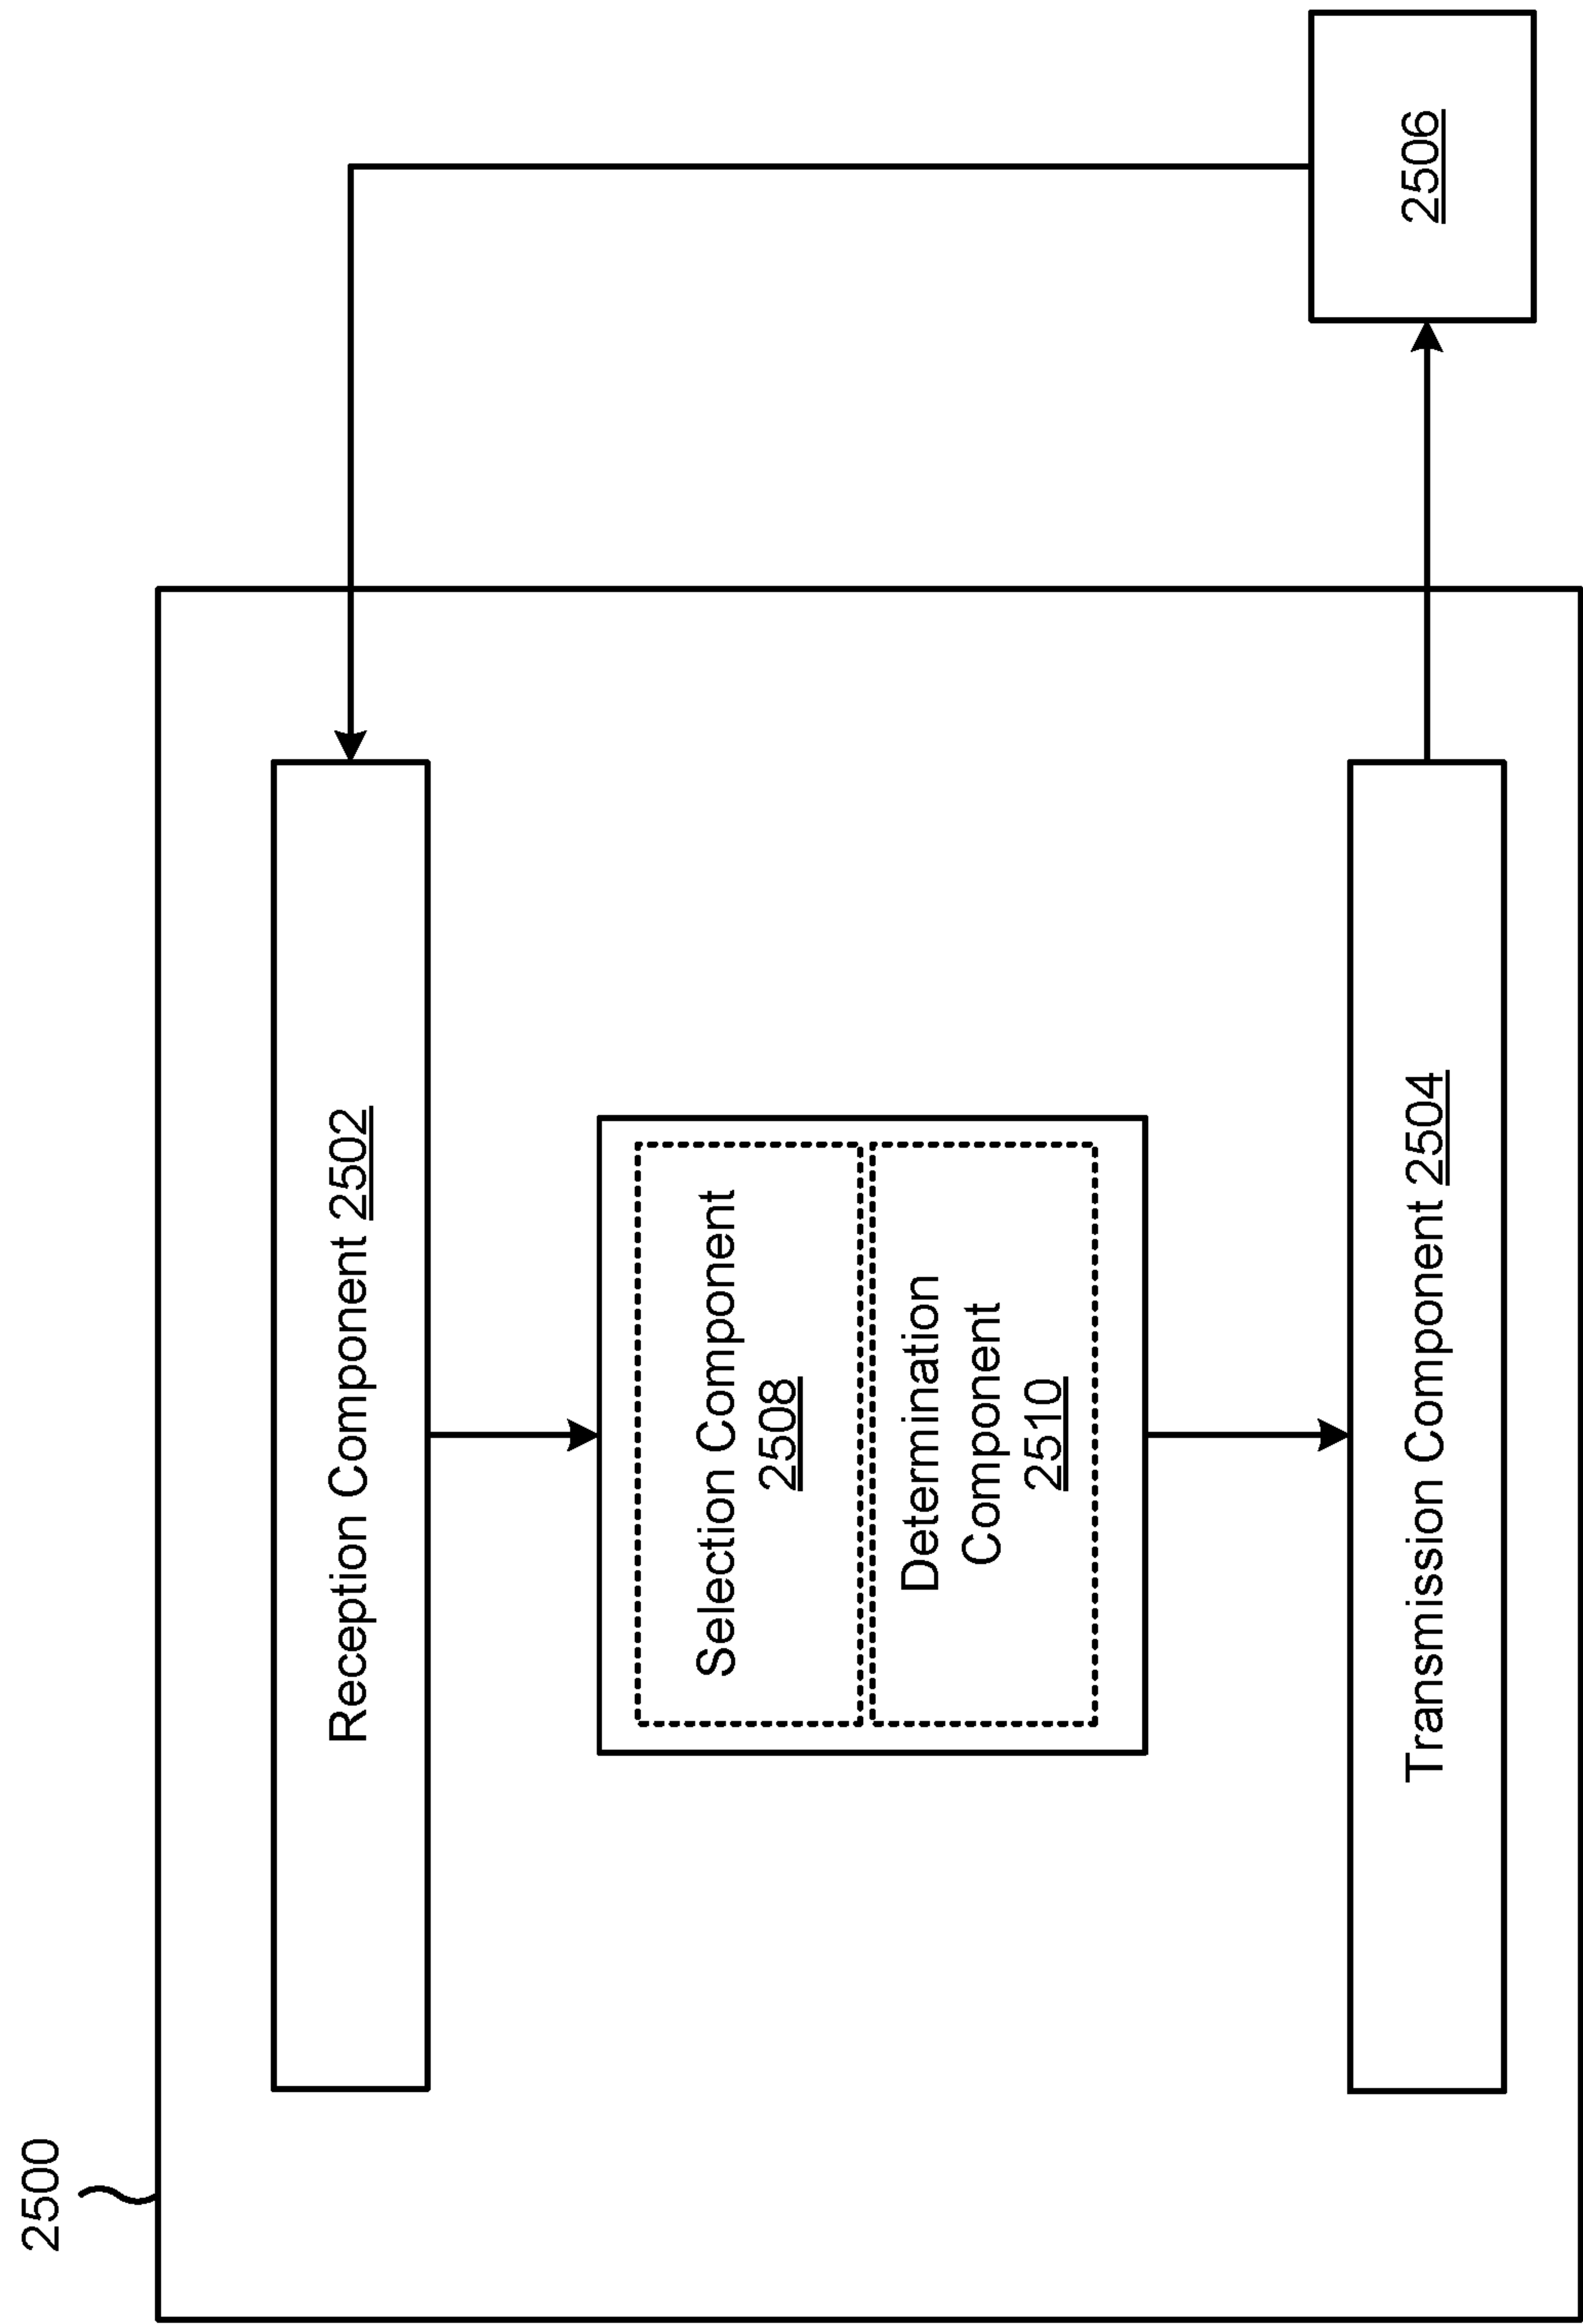 2500
Reception Component 2502
Selection Component
2508
Determination
Component
2510
Transmission Component 2504
2506